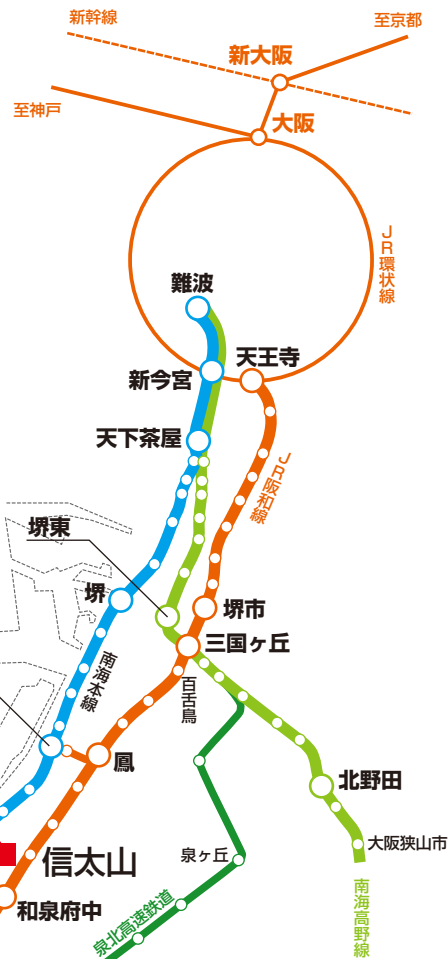 新幹線
至京都
新大阪
至神戸
大阪
JR環状線
難波
天王寺
新今宮
天下茶屋
JR阪和線
堺東
堺
堺市
三国ヶ丘
南海本線
百舌鳥
鳳
北野田
大阪狭山市
信太山
泉ヶ丘
和泉府中
南海高野線
泉北高速鉄道